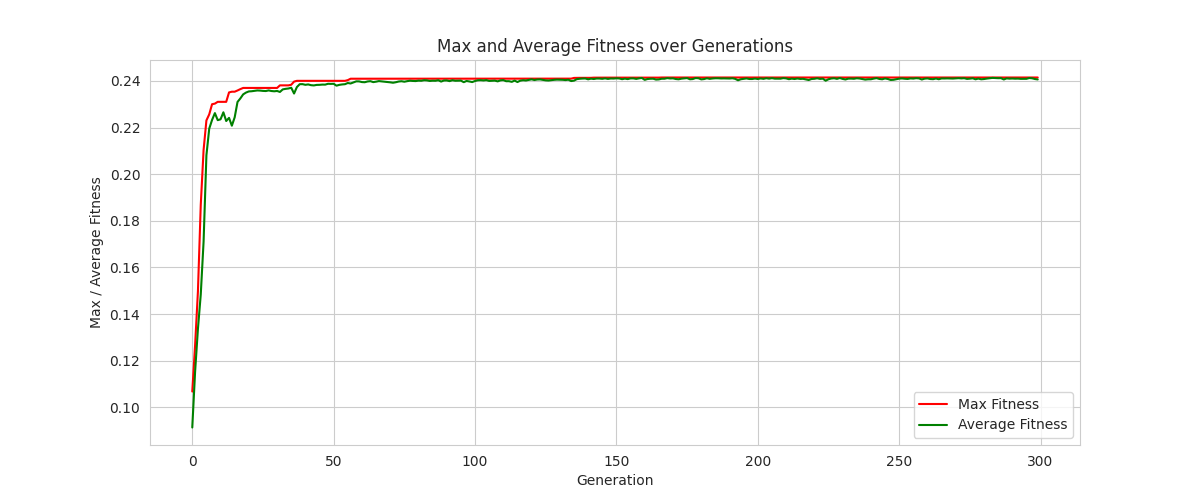 Max and Average Fitness over Generations
Max / Average Fitness
0.24
0.22
0.20
0.18
0.16
0.14
0.12
0.10
0 50 100 150 200 250 300
Generation
Max Fitness
Average Fitness